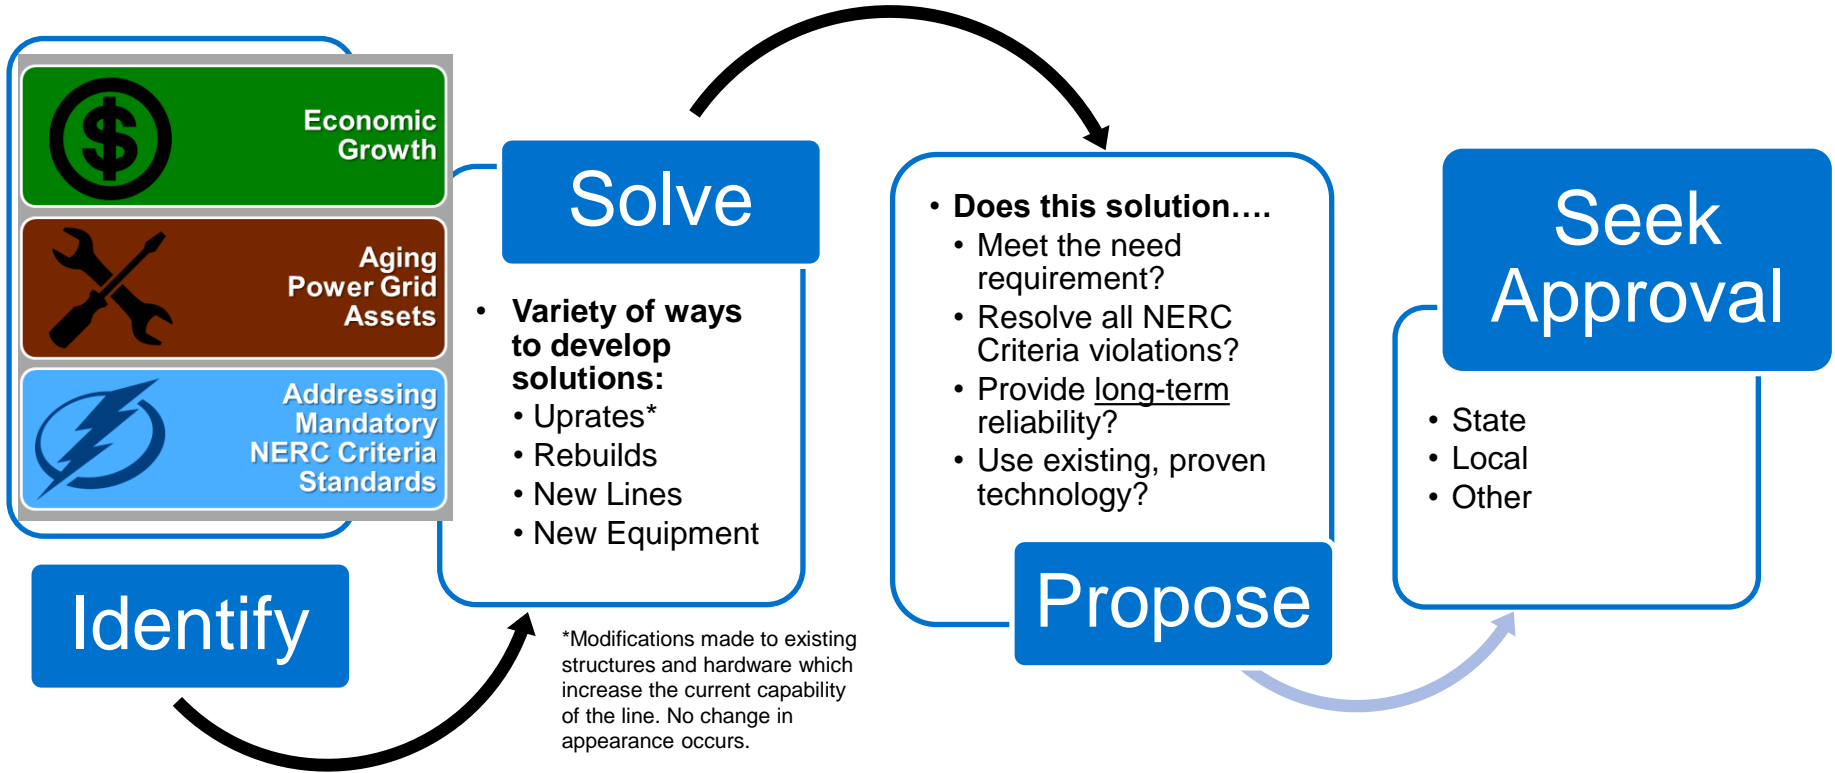 Economic
Growth
Aging
Power Grid
Assets
Addressing
Mandatory
NERC Criteria
Standards
Identify
Solve
• Variety of ways
to develop
solutions:
• Uprates*
• Rebuilds
• New Lines
• New Equipment
*Modifications made to existing
structures and hardware which
increase the current capability
of the line. No change in
appearance occurs.
• Does this solution….
• Meet the need
requirement?
• Resolve all NERC
Criteria violations?
• Provide long-term
reliability?
• Use existing, proven
technology?
Propose
Seek
Approval
• State
• Local
• Other